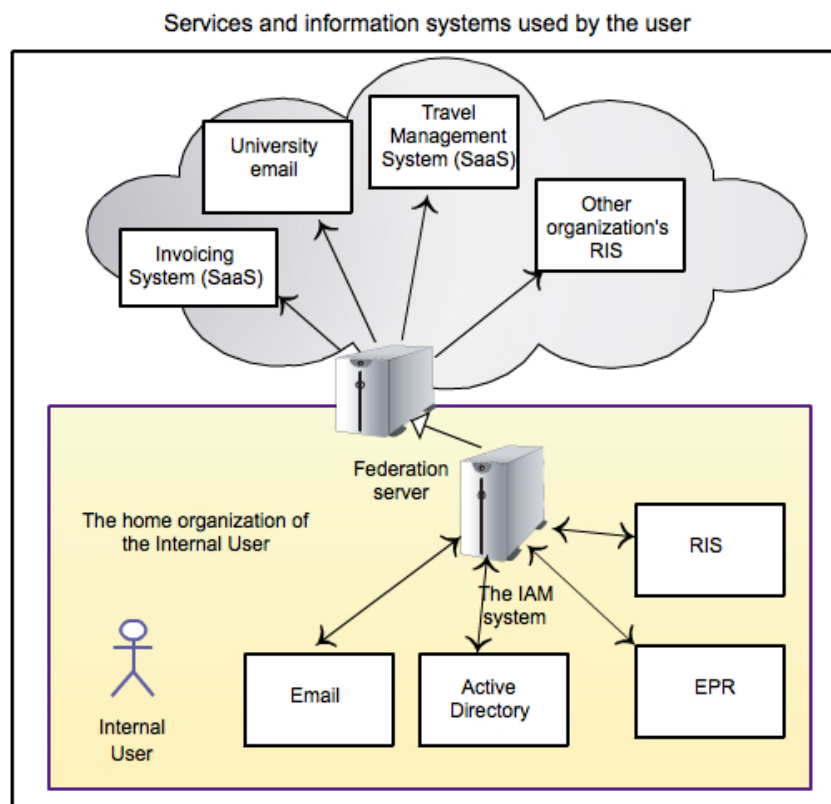 Services and information systems used by the user
Travel
Management
System (SaaS)
University
email
Other
organization's
RIS
Invoicing
System (SaaS)
Federation
server
The home organization of
the Internal User
RIS
The IAM
system
Email
Active
Directory
EPR
Internal
User